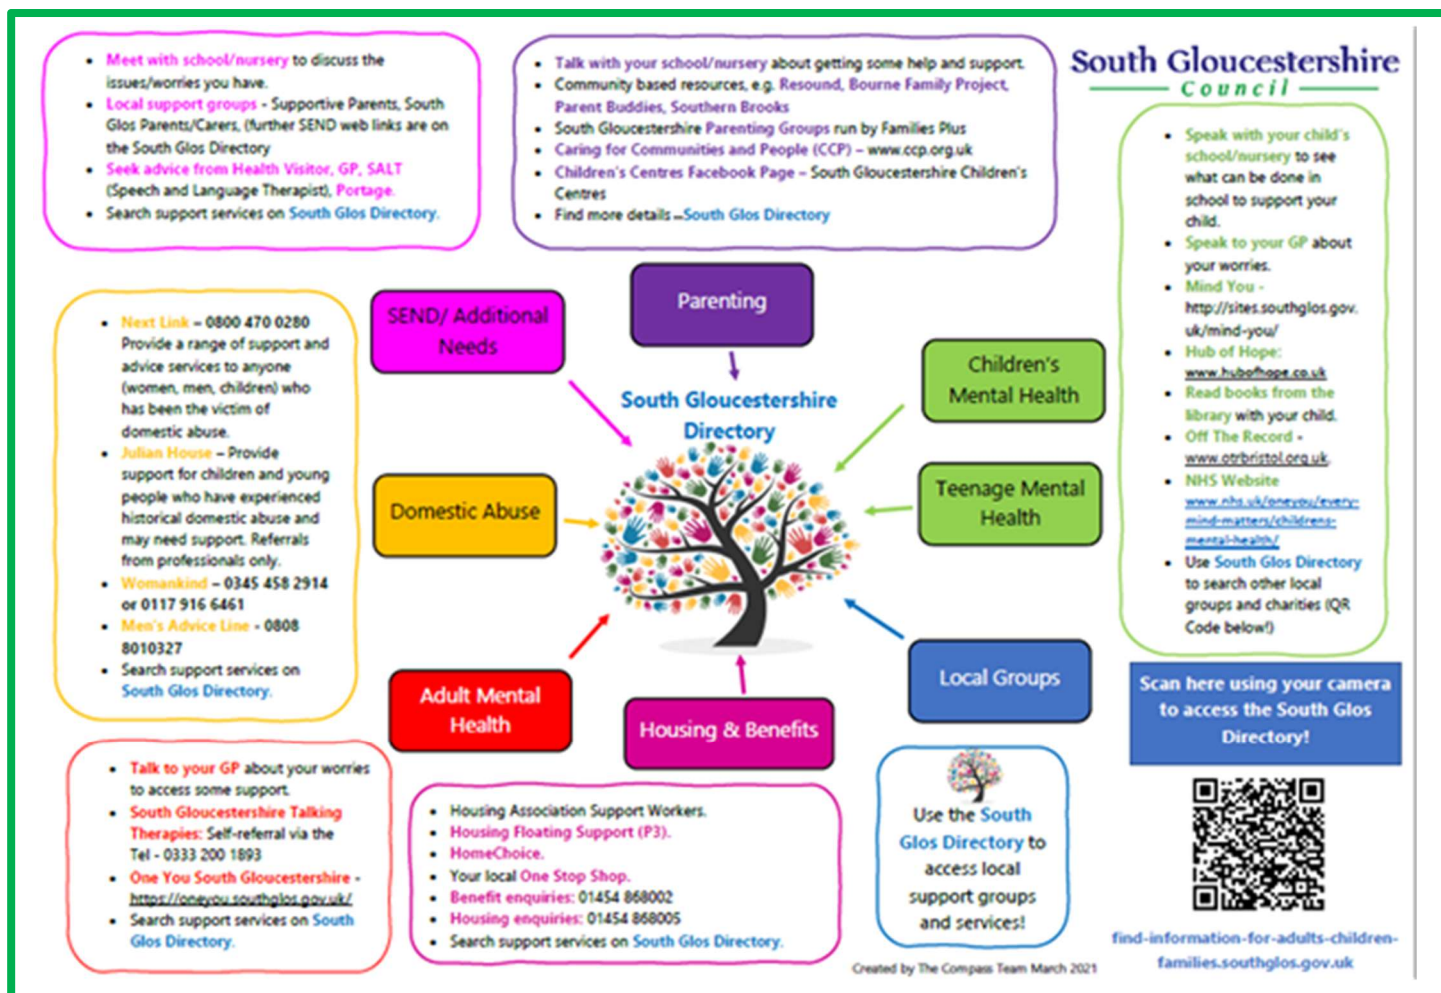 • Meet with school/nursery to discuss the
issues/worries you have.
• Local support groups - Supportive Parents, South
Glos Parents/Carers, (further SEND web links are on
the South Glos Directory
• Seek advice from Health Visitor, GP, SALT
(Speech and Language Therapist), Portage.
• Search support services on South Glos Directory.
• Talk with your school/nursery about getting some help and support.
• Community based resources, e.g. Resound, Bourne Family Project,
Parent Buddies, Southern Brooks
• South Gloucestershire Parenting Groups run by Families Plus
• Caring for Communities and People (CCP) – www.ccp.org.uk
• Children's Centres Facebook Page – South Gloucestershire Children's
Centres
• Find more details – South Glos Directory
South Gloucestershire
Council
• Speak with your child's
school/nursery to see
what can be done in
school to support your
child.
• Speak to your GP about
your worries.
• Mind You -
http://sites.southglos.gov.
uk/mind-you/
• Hub of Hope:
www.hubofhope.co.uk
• Read books from the
library with your child.
• Off The Record -
www.otrbristol.org.uk.
• NHS Website
www.nhs.uk/oneyou/every-
mind-matters/childrens-
mental-health/
• Use South Glos Directory
to search other local
groups and charities (QR
Code below!)
SEND/ Additional
Needs
Parenting
Children's
Mental Health
South Gloucestershire
Directory
Domestic Abuse
Teenage Mental
Health
Adult Mental
Health
Housing & Benefits
Local Groups
• Next Link – 0800 470 0280
Provide a range of support and
advice services to anyone
(women, men, children) who
has been the victim of
domestic abuse.
• Julian House – Provide
support for children and young
people who have experienced
historical domestic abuse and
may need support. Referrals
from professionals only.
• Womankind – 0345 458 2914
or 0117 916 6461
• Men's Advice Line - 0808
8010327
• Search support services on
South Glos Directory.
• Talk to your GP about your worries
to access some support.
• South Gloucestershire Talking
Therapies: Self-referral via the
Tel - 0333 200 1893
• One You South Gloucestershire -
https://oneyou.southglos.gov.uk/
• Search support services on South
Glos Directory.
• Housing Association Support Workers.
• Housing Floating Support (P3).
• HomeChoice.
• Your local One Stop Shop.
• Benefit enquiries: 01454 868002
• Housing enquiries: 01454 868005
• Search support services on South Glos Directory.
Use the South
Glos Directory to
access local
support groups
and services!
Created by The Compass Team March 2021
Scan here using your camera
to access the South Glos
Directory!
find-information-for-adults-children-
families.southglos.gov.uk